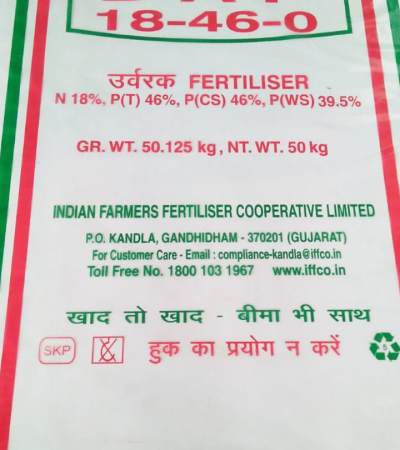 18-46-0
उर्वरक FERTILISER
N 18%, P(T) 46%, P(CS) 46%, P(WS) 39.5%
GR. WT. 50.125 kg, NT. WT. 50 kg
INDIAN FARMERS FERTILISER COOPERATIVE LIMITED
P.O. KANDLA, GANDHIDHAM - 370201 (GUJARAT)
For Customer Care - Email : compliance-kandla@iffco.in
Toll Free No. 1800 103 1967 www.iffco.in
खाद तो खाद - बीमा भी साथ
SKP हुक का प्रयोग न करें 5